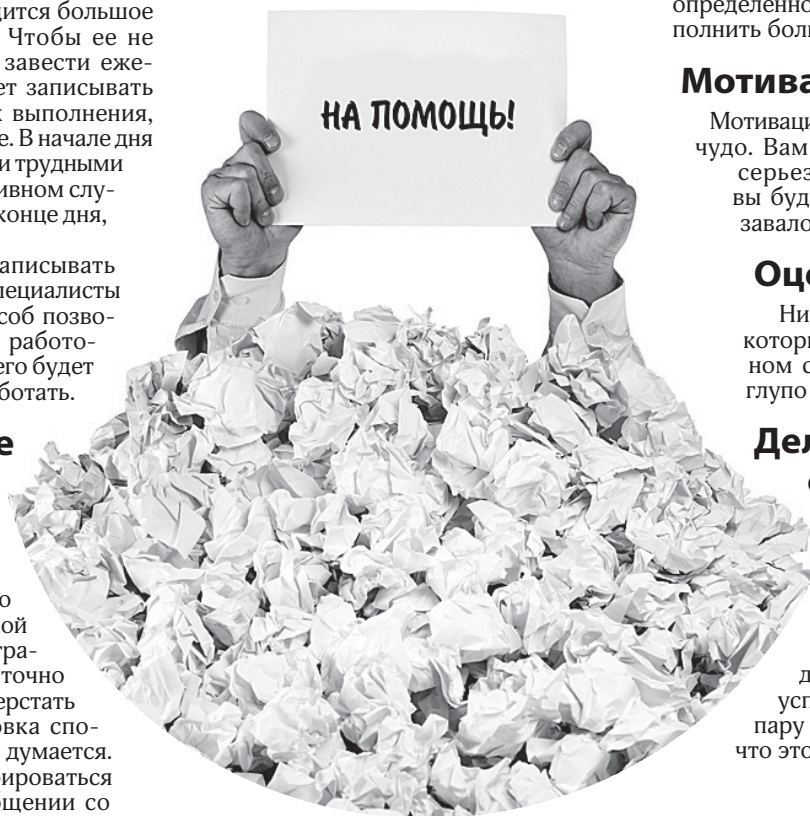 дится большое
Чтобы ее не
завести еже-
ет записывать
выполнения,
е. В начале дня
и трудными
ивном слу-
конце дня,
аписывать
пециалисты
соб позво-
работо-
его будет
ботать.
е
о
ой
тра-
точно
ерстать
овка спо-
думается.
ироваться
бщении со
НА ПОМОЩЬ!
определенно
полнить боль
Мотива
Мотиваци
чудо. Вам
серьез
вы буд
завало
Оце
Ни
которы
ном с
глупо
Дел
д
усп
пару
что это